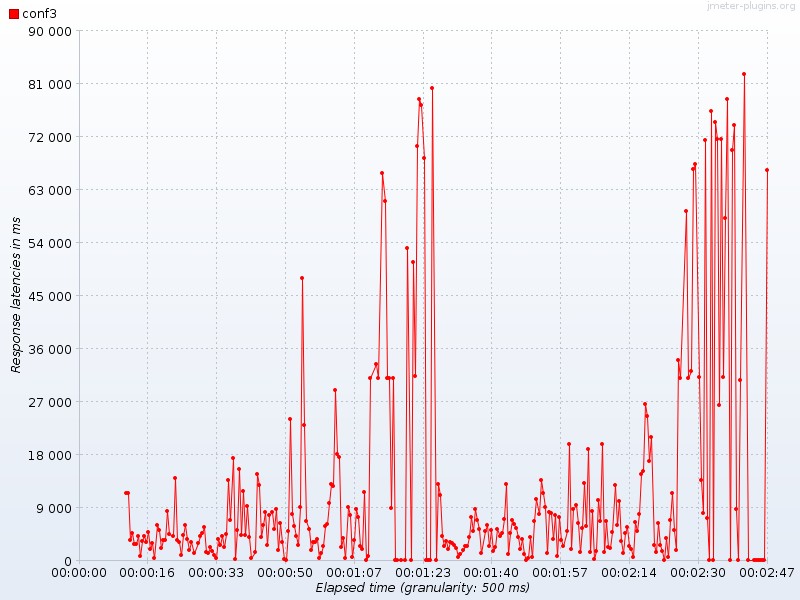 jmeter-plugins.org
conf3
90 000
81 000
72 000
63 000
54 000
45 000
36 000
27 000
18 000
9 000
0
Response latencies in ms
00:00:00 00:00:16 00:00:33 00:00:50 00:01:07 00:01:23 00:01:40 00:01:57 00:02:14 00:02:30 00:02:47
Elapsed time (granularity: 500 ms)